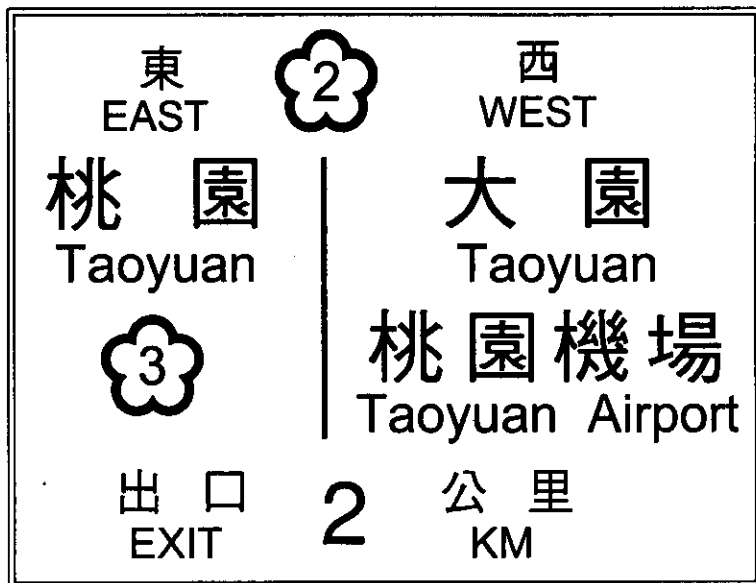 東 2 西
EAST WEST
桃園 大園
Taoyuan Taoyuan
3 桃園機場
Taoyuan Airport
出口 2 公里
EXIT KM